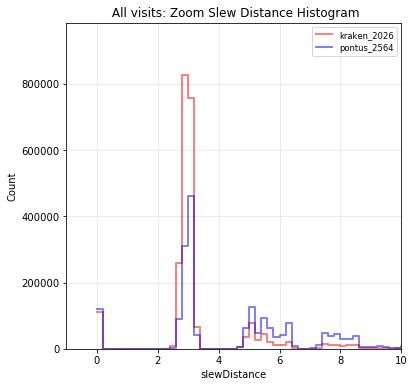 All visits: Zoom Slew Distance Histogram
kraken_2026
pontus_2564
800000
600000
400000
200000
0
Count
0 2 4 6 8 10
slewDistance